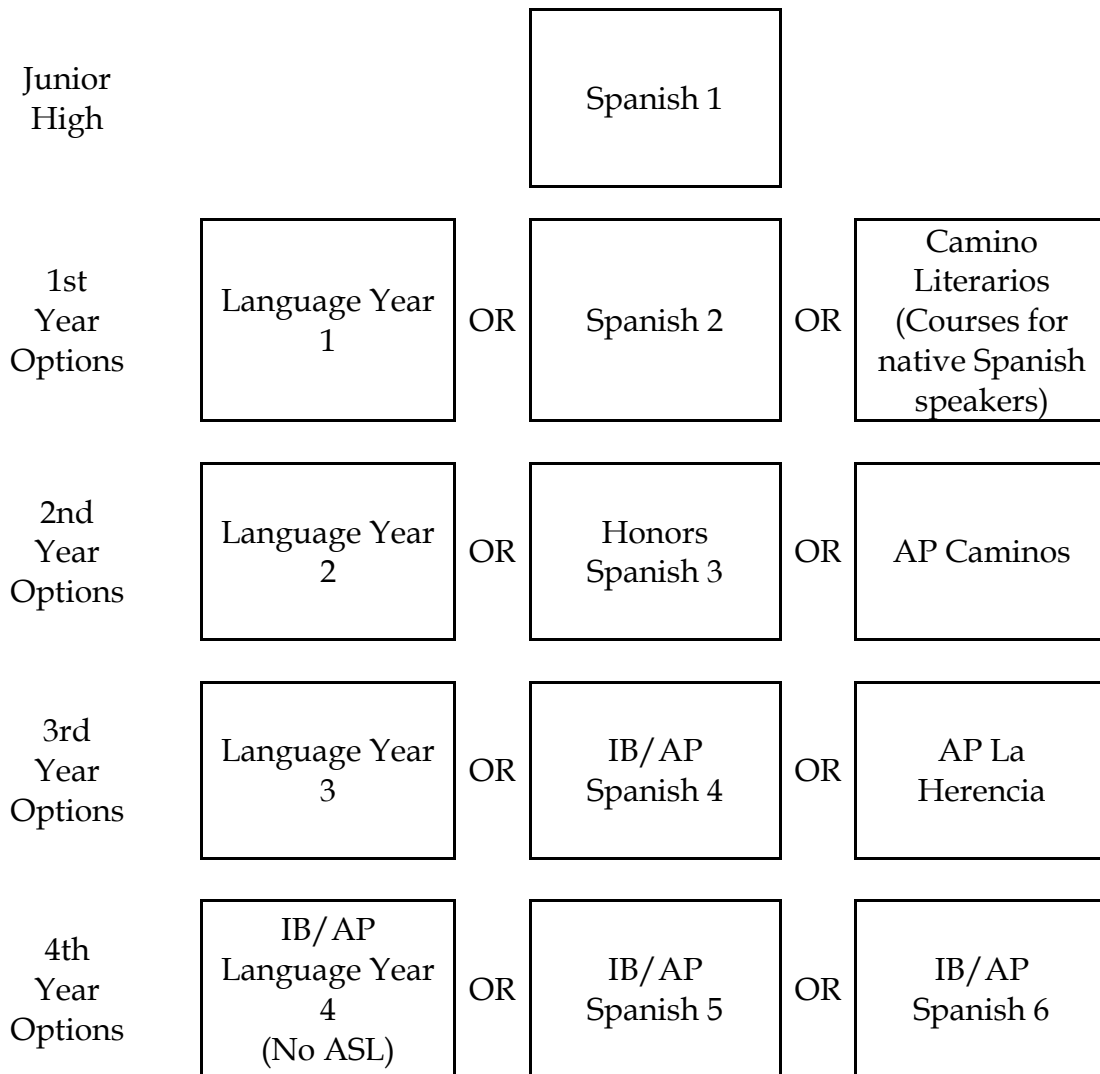 Junior
High
Spanish 1
1st
Year
Options
Language Year
1
OR
Spanish 2
OR
Camino
Literarios
(Courses for
native Spanish
speakers)
2nd
Year
Options
Language Year
2
OR
Honors
Spanish 3
OR
AP Caminos
3rd
Year
Options
Language Year
3
OR
IB/AP
Spanish 4
OR
AP La
Herencia
4th
Year
Options
IB/AP
Language Year
4
(No ASL)
OR
IB/AP
Spanish 5
OR
IB/AP
Spanish 6